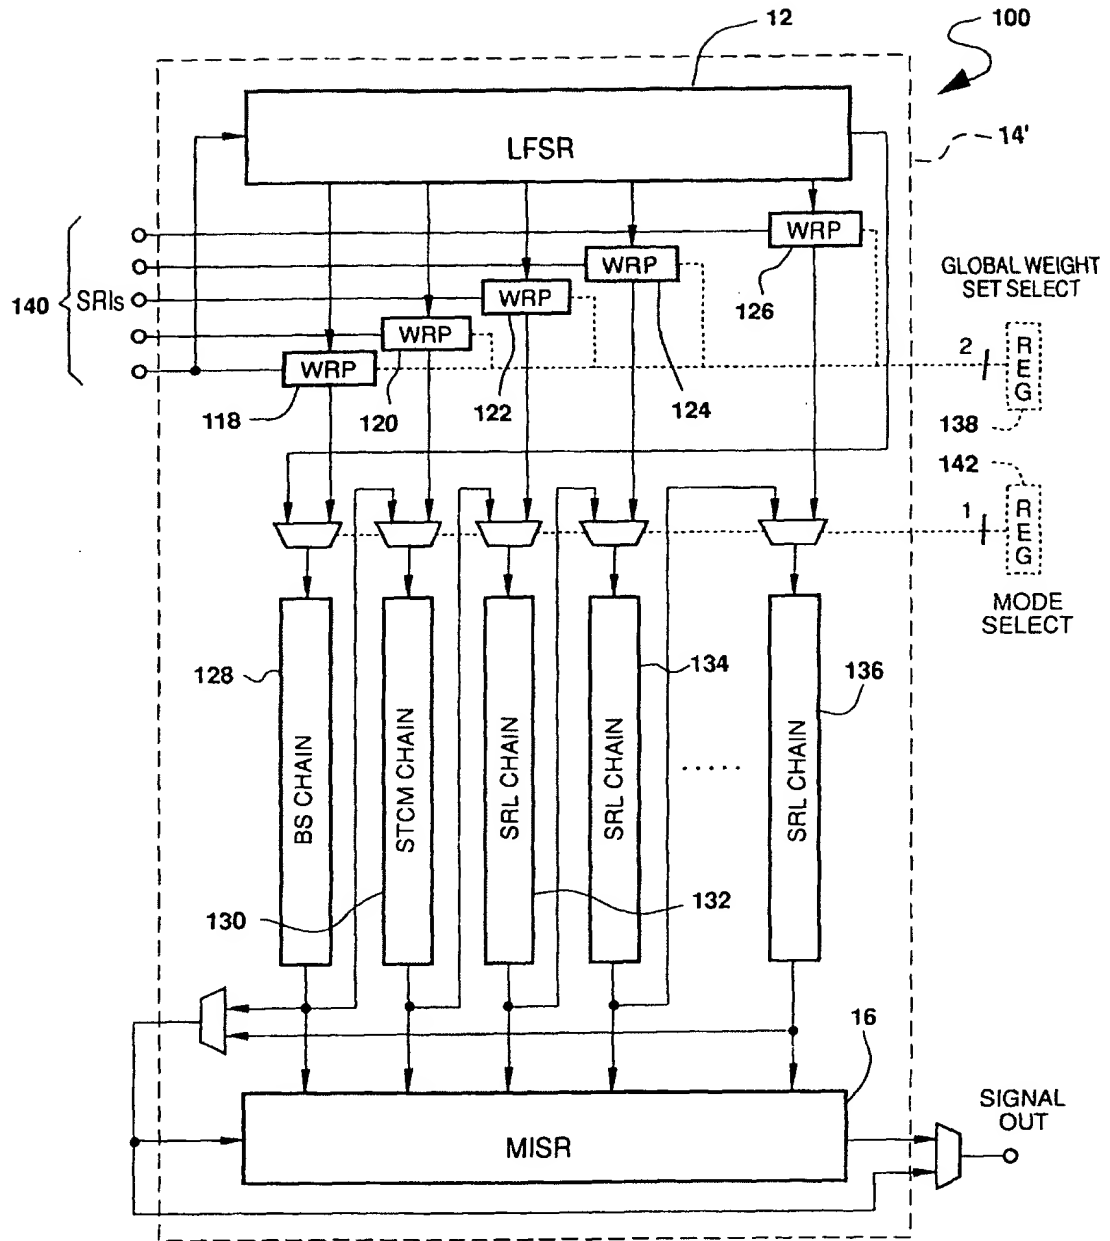 12
100
LFSR
14'
WRP
WRP
126
GLOBAL WEIGHT
SET SELECT
140
SRIs
WRP
WRP
WRP
118
120
122
124
2
REG
138
142
1
REG
MODE
SELECT
128
134
136
BS CHAIN
STCM CHAIN
SRL CHAIN
SRL CHAIN
.....
SRL CHAIN
130
132
16
MISR
SIGNAL
OUT